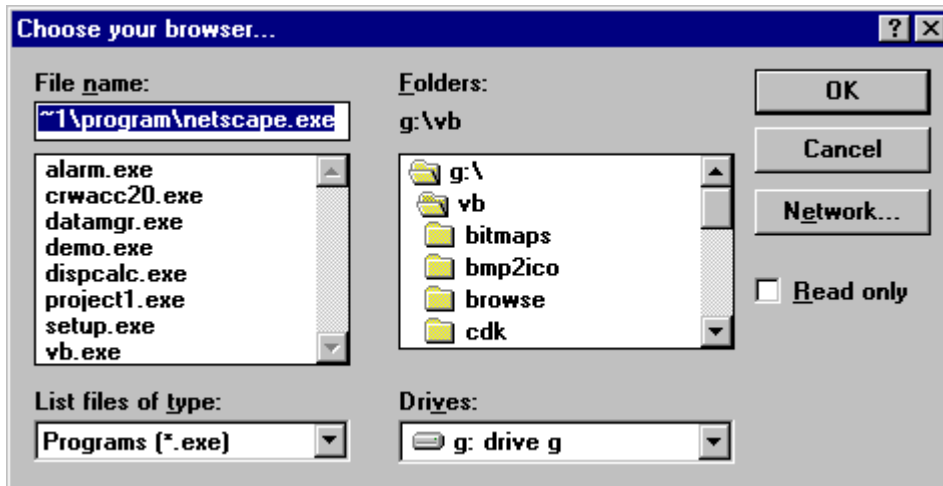 Choose your browser...
File name:
~1\program\netscape.exe
alarm.exe
crwacc20.exe
datamgr.exe
demo.exe
dispcalc.exe
project1.exe
setup.exe
vb.exe
List files of type:
Programs (*.exe)
Folders:
g:\vb
g:\
vb
bitmaps
bmp2ico
browse
cdk
Drives:
g: drive g
OK
Cancel
Network...
Read only